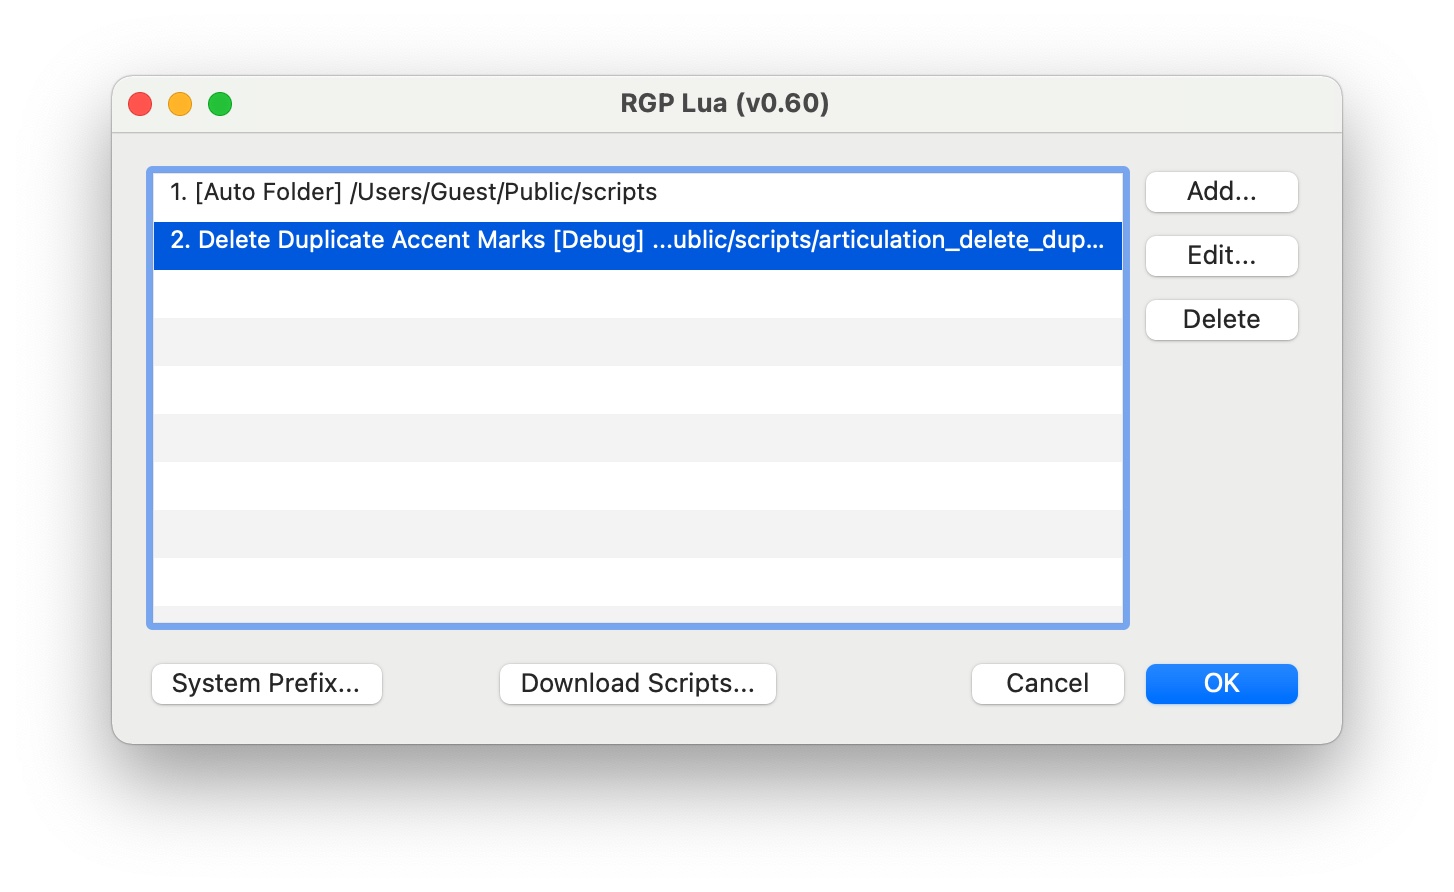 RGP Lua (v0.60)
1. [Auto Folder] /Users/Guest/Public/scripts
2. Delete Duplicate Accent Marks [Debug] ...ublic/scripts/articulation_delete_dup...
Add...
Edit...
Delete
System Prefix...
Download Scripts...
Cancel
OK